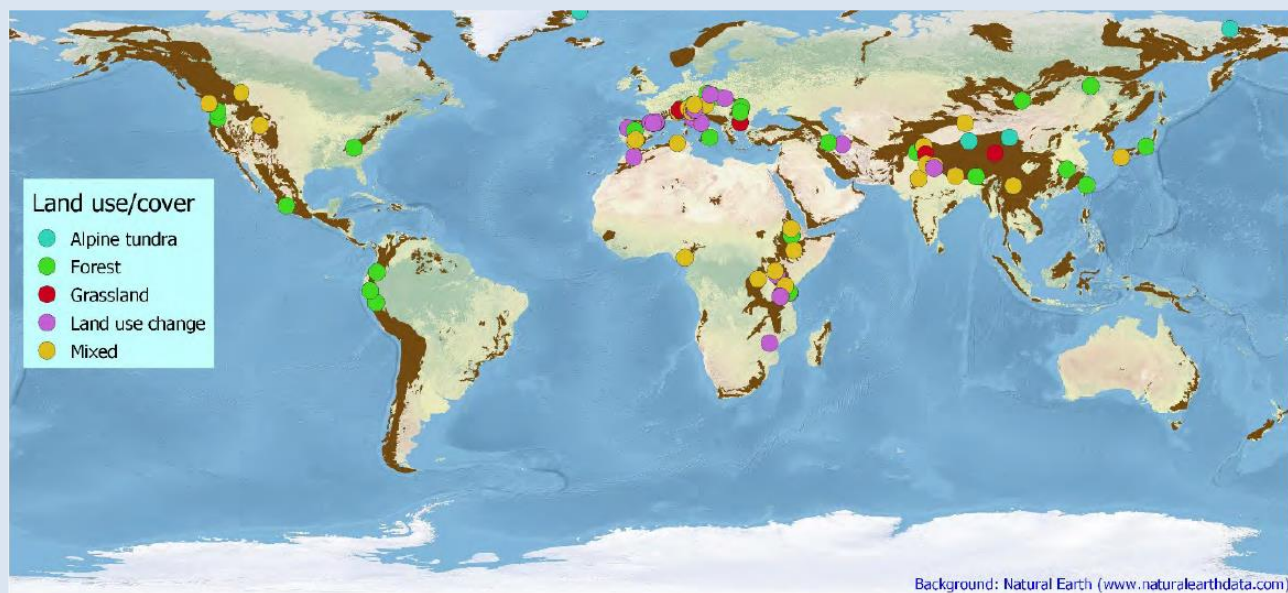 Land use/cover
Alpine tundra
Forest
Grassland
Land use change
Mixed
Background: Natural Earth (www.naturalearthdata.com)